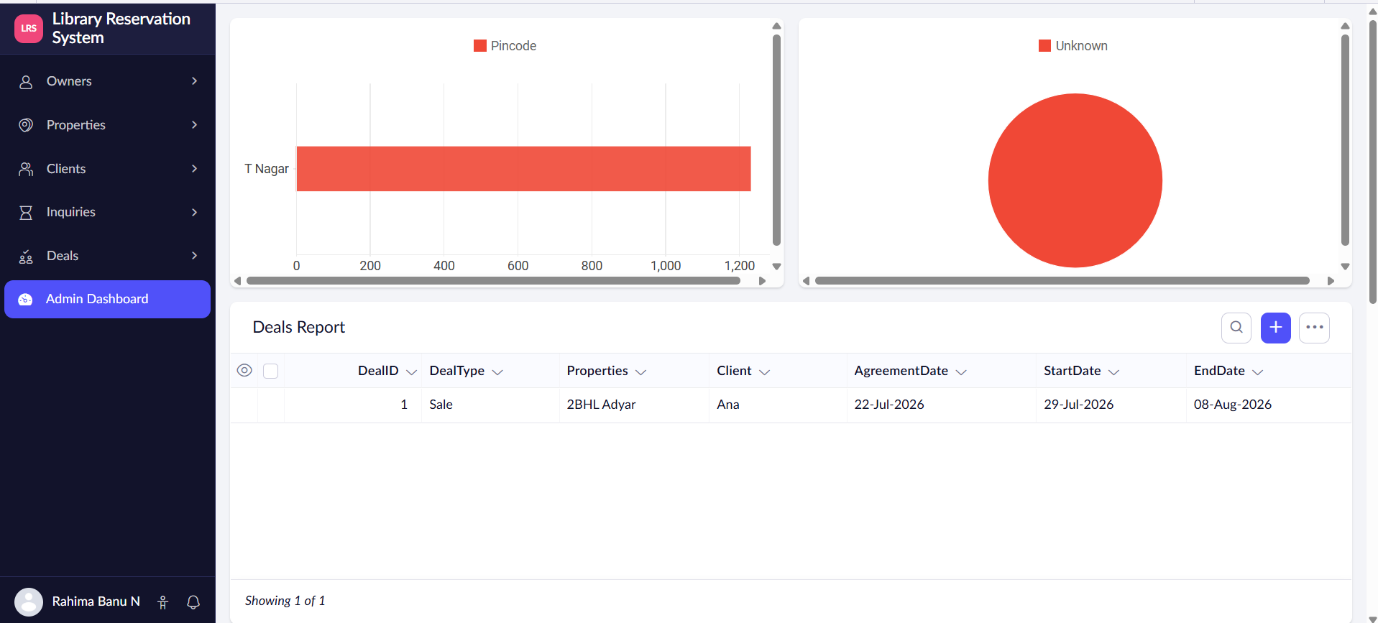 LRS
Library Reservation
System
Owners
Properties
Clients
Inquiries
Deals
Admin Dashboard
Rahima Banu N
Pincode
T Nagar
0 200 400 600 800 1,000 1,200
Unknown
Deals Report
DealID DealType Properties Client AgreementDate StartDate EndDate
1 Sale 2BHL Adyar Ana 22-Jul-2026 29-Jul-2026 08-Aug-2026
Showing 1 of 1